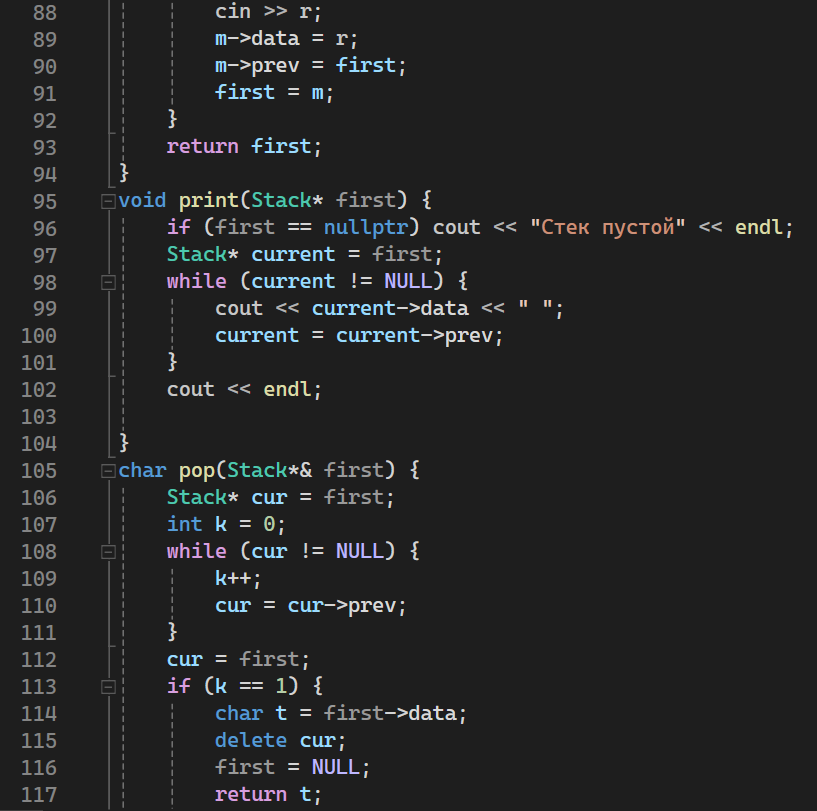 88 cin >> r;
89 m->data = r;
90 m->prev = first;
91 first = m;
92 }
93 return first;
94 }
95 void print(Stack* first) {
96 if (first == nullptr) cout << "Стек пустой" << endl;
97 Stack* current = first;
98 while (current != NULL) {
99 cout << current->data << " ";
100 current = current->prev;
101 }
102 cout << endl;
103
104 }
105 char pop(Stack*& first) {
106 Stack* cur = first;
107 int k = 0;
108 while (cur != NULL) {
109 k++;
110 cur = cur->prev;
111 }
112 cur = first;
113 if (k == 1) {
114 char t = first->data;
115 delete cur;
116 first = NULL;
117 return t;